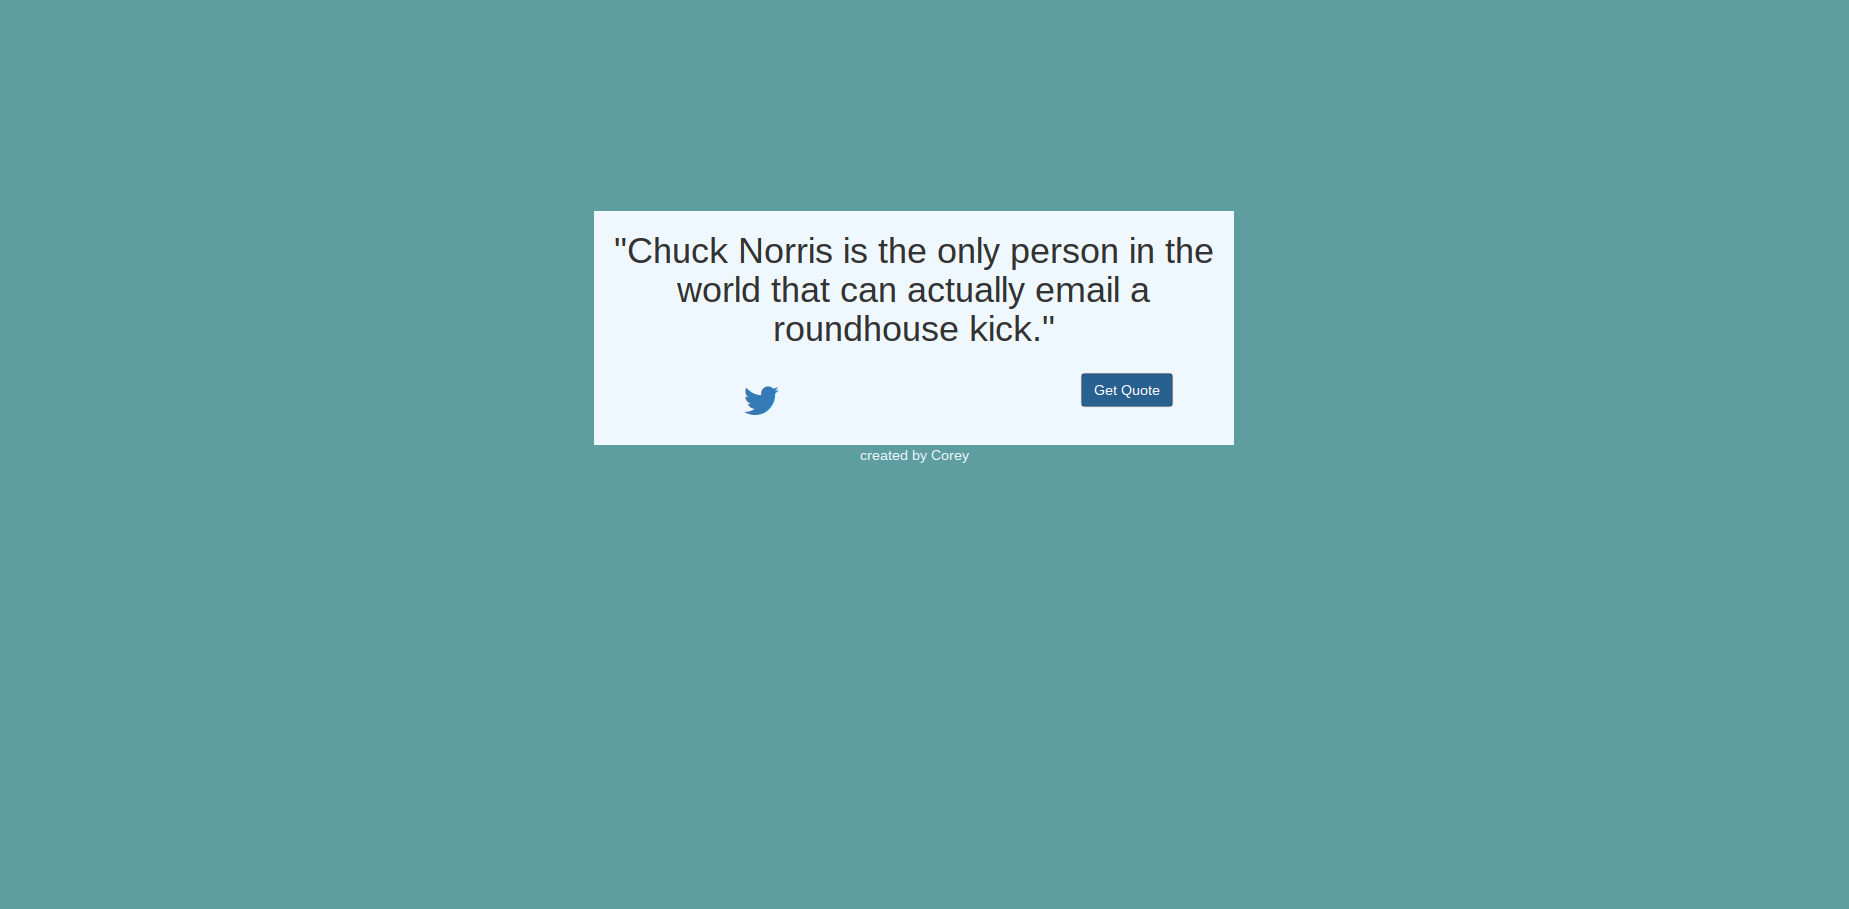 "Chuck Norris is the only person in the
world that can actually email a
roundhouse kick."
Get Quote
created by Corey